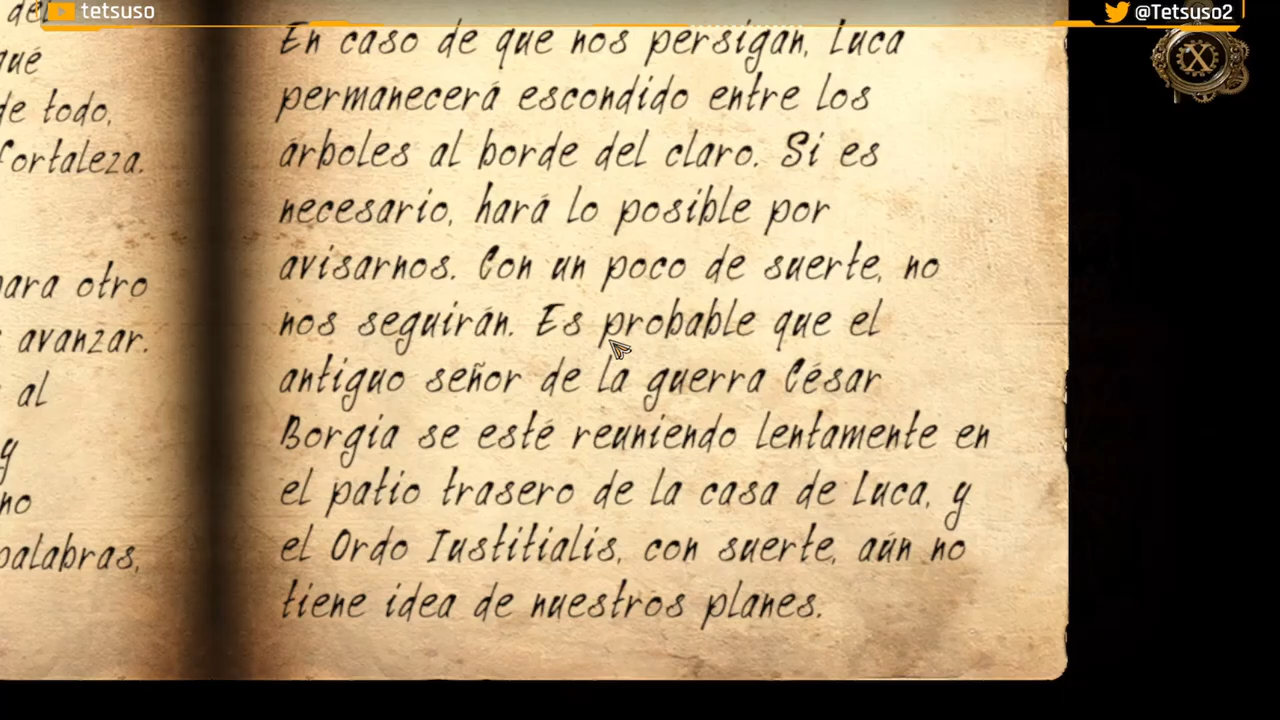 tetsuso
@Tetsuso2
del
qué
de todo,
fortaleza.
para otro
avanzar.
al
y
no
palabras,
En caso de que nos persigan, Luca
permanecerá escondido entre los
árboles al borde del claro. Si es
necesario, hará lo posible por
avisarnos. Con un poco de suerte, no
nos seguirán. Es probable que el
antiguo señor de la guerra César
Borgia se esté reuniendo lentamente en
el patio trasero de la casa de Luca, y
el Ordo Iustitialis, con suerte, aún no
tiene idea de nuestros planes.
X